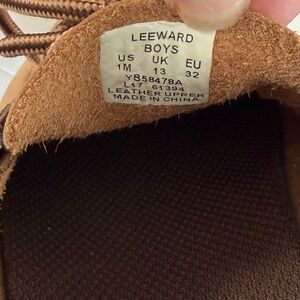 LEEWARD
BOYS
US UK EU
1M 13 32
YB58478A
L17 61394
LEATHER UPPER
MADE IN CHINA